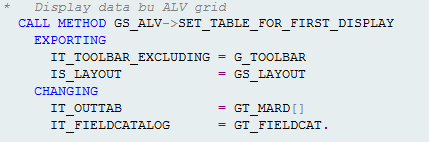 *   Display data bu ALV grid
CALL METHOD GS_ALV->SET_TABLE_FOR_FIRST_DISPLAY
EXPORTING
IT_TOOLBAR_EXCLUDING = G_TOOLBAR
IS_LAYOUT = GS_LAYOUT
CHANGING
IT_OUTTAB = GT_MARD[]
IT_FIELDCATALOG = GT_FIELDCAT.